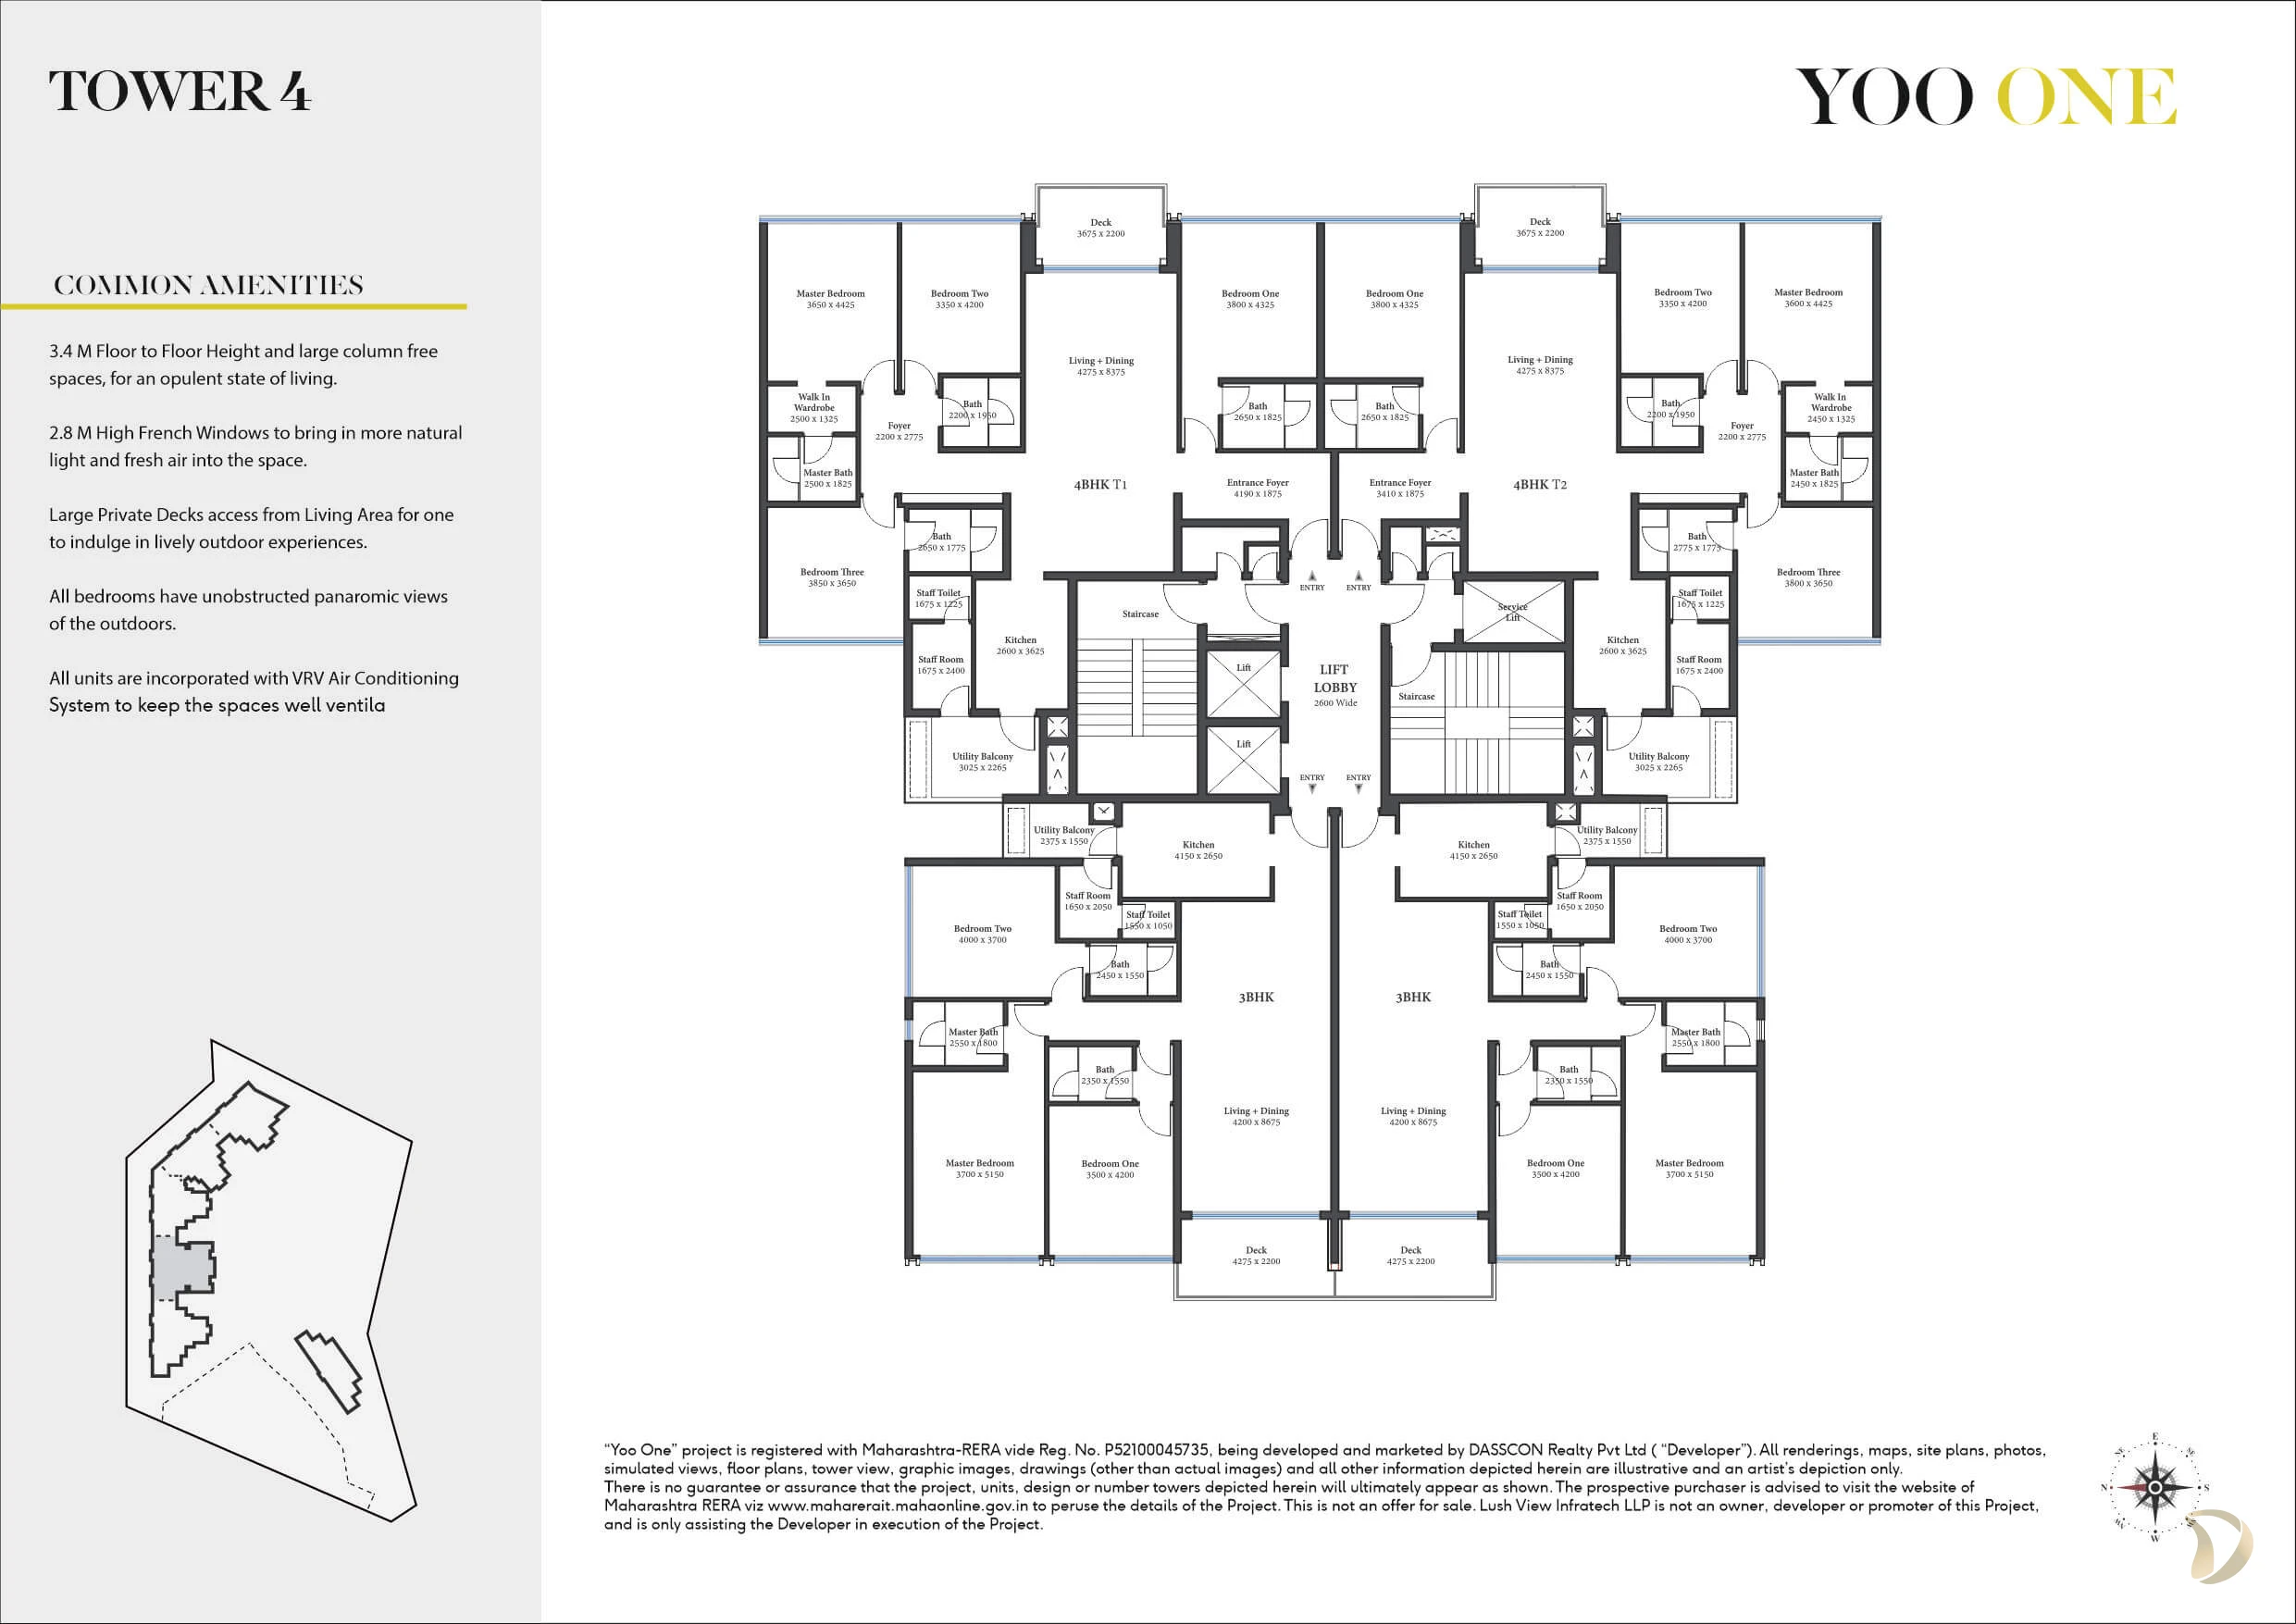 TOWER 4
YOO ONE
COMMON AMENITIES
3.4 M Floor to Floor Height and large column free
spaces, for an opulent state of living.
2.8 M High French Windows to bring in more natural
light and fresh air into the space.
Large Private Decks access from Living Area for one
to indulge in lively outdoor experiences.
All bedrooms have unobstructed panaromic views
of the outdoors.
All units are incorporated with VRV Air Conditioning
System to keep the spaces well ventila
Deck
3675 x 2200
Deck
3675 x 2200
Master Bedroom
3650 x 4425
Bedroom Two
3350 x 4200
Bedroom One
3800 x 4325
Bedroom One
3800 x 4325
Bedroom Two
3350 x 4200
Master Bedroom
3600 x 4425
Living + Dining
4275 x 8375
Living + Dining
4275 x 8375
Walk In
Wardrobe
2500 x 1325
Bath
2200 x 1950
Bath
2650 x 1825
Bath
2650 x 1825
Bath
2200 x 1950
Walk In
Wardrobe
2450 x 1325
Foyer
2200 x 2775
Foyer
2200 x 2775
Master Bath
2500 x 1825
4BHK T1
Entrance Foyer
4190 x 1875
Entrance Foyer
3410 x 1875
4BHK T2
Master Bath
2450 x 1825
Bath
2650 x 1775
Bath
2775 x 1775
Bedroom Three
3850 x 3650
Bedroom Three
3800 x 3650
ENTRY
ENTRY
Staff Toilet
1675 x 1225
Staircase
Service
Lift
Staff Toilet
1675 x 1225
Kitchen
2600 x 3625
Kitchen
2600 x 3625
Staff Room
1675 x 2400
Lift
LIFT
LOBBY
2600 Wide
Staircase
Staff Room
1675 x 2400
Utility Balcony
3025 x 2265
Lift
Utility Balcony
3025 x 2265
ENTRY
ENTRY
Utility Balcony
2375 x 1550
Kitchen
4150 x 2650
Kitchen
4150 x 2650
Utility Balcony
2375 x 1550
Staff Room
1650 x 2050
Staff Room
1650 x 2050
Staff Toilet
1550 x 1050
Staff Toilet
1550 x 1050
Bedroom Two
4000 x 3700
Bedroom Two
4000 x 3700
Bath
2450 x 1550
Bath
2450 x 1550
3BHK
3BHK
Master Bath
2550 x 1800
Master Bath
2550 x 1800
Bath
2350 x 1550
Bath
2350 x 1550
Living + Dining
4200 x 8675
Living + Dining
4200 x 8675
Master Bedroom
3700 x 5150
Bedroom One
3500 x 4200
Bedroom One
3500 x 4200
Master Bedroom
3700 x 5150
Deck
4275 x 2200
Deck
4275 x 2200
“Yoo One” project is registered with Maharashtra-RERA vide Reg. No. P52100045735, being developed and marketed by DASSCON Realty Pvt Ltd ( “Developer”). All renderings, maps, site plans, photos,
simulated views, floor plans, tower view, graphic images, drawings (other than actual images) and all other information depicted herein are illustrative and an artist's depiction only.
There is no guarantee or assurance that the project, units, design or number towers depicted herein will ultimately appear as shown. The prospective purchaser is advised to visit the website of
Maharashtra RERA viz www.maharerait.mahaonline.gov.in to peruse the details of the Project. This is not an offer for sale. Lush View Infratech LLP is not an owner, developer or promoter of this Project,
and is only assisting the Developer in execution of the Project.
E
NE
SE
N
S
NW
W